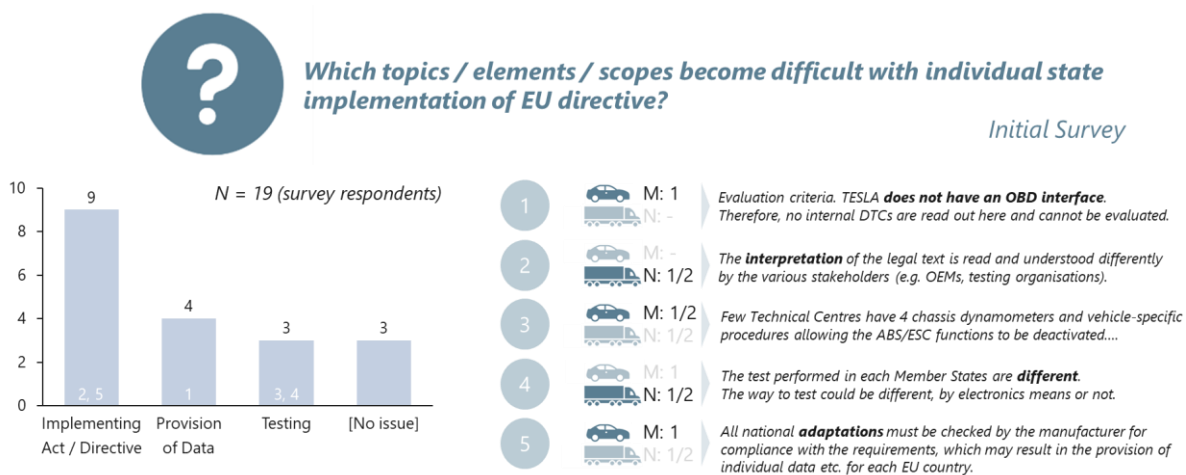 ?
Which topics / elements / scopes become difficult with individual state
implementation of EU directive?
Initial Survey
N = 19 (survey respondents)
10
8
6
4
2
0
9
4
3
3
2, 5
1
3, 4
Implementing
Act / Directive
Provision
of Data
Testing
[No issue]
1
M: 1
N: -
Evaluation criteria. TESLA does not have an OBD interface.
Therefore, no internal DTCs are read out here and cannot be evaluated.
2
M: -
N: 1/2
The interpretation of the legal text is read and understood differently
by the various stakeholders (e.g. OEMs, testing organisations).
3
M: 1/2
N: 1/2
Few Technical Centres have 4 chassis dynamometers and vehicle-specific
procedures allowing the ABS/ESC functions to be deactivated....
4
M: 1
N: 1/2
The test performed in each Member States are different.
The way to test could be different, by electronics means or not.
5
M: 1
N: 1/2
All national adaptations must be checked by the manufacturer for
compliance with the requirements, which may result in the provision of
individual data etc. for each EU country.